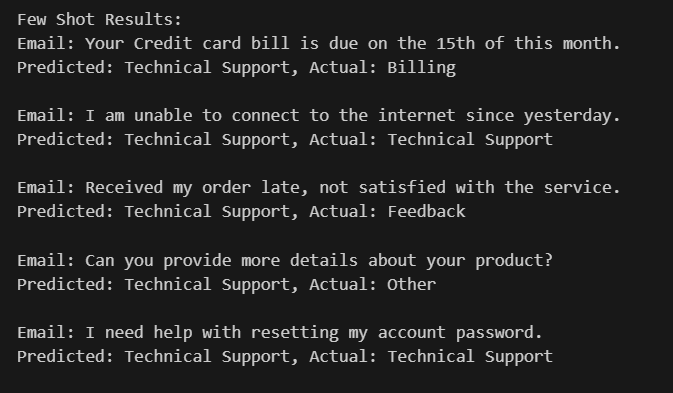 Few Shot Results:
Email: Your Credit card bill is due on the 15th of this month.
Predicted: Technical Support, Actual: Billing
Email: I am unable to connect to the internet since yesterday.
Predicted: Technical Support, Actual: Technical Support
Email: Received my order late, not satisfied with the service.
Predicted: Technical Support, Actual: Feedback
Email: Can you provide more details about your product?
Predicted: Technical Support, Actual: Other
Email: I need help with resetting my account password.
Predicted: Technical Support, Actual: Technical Support